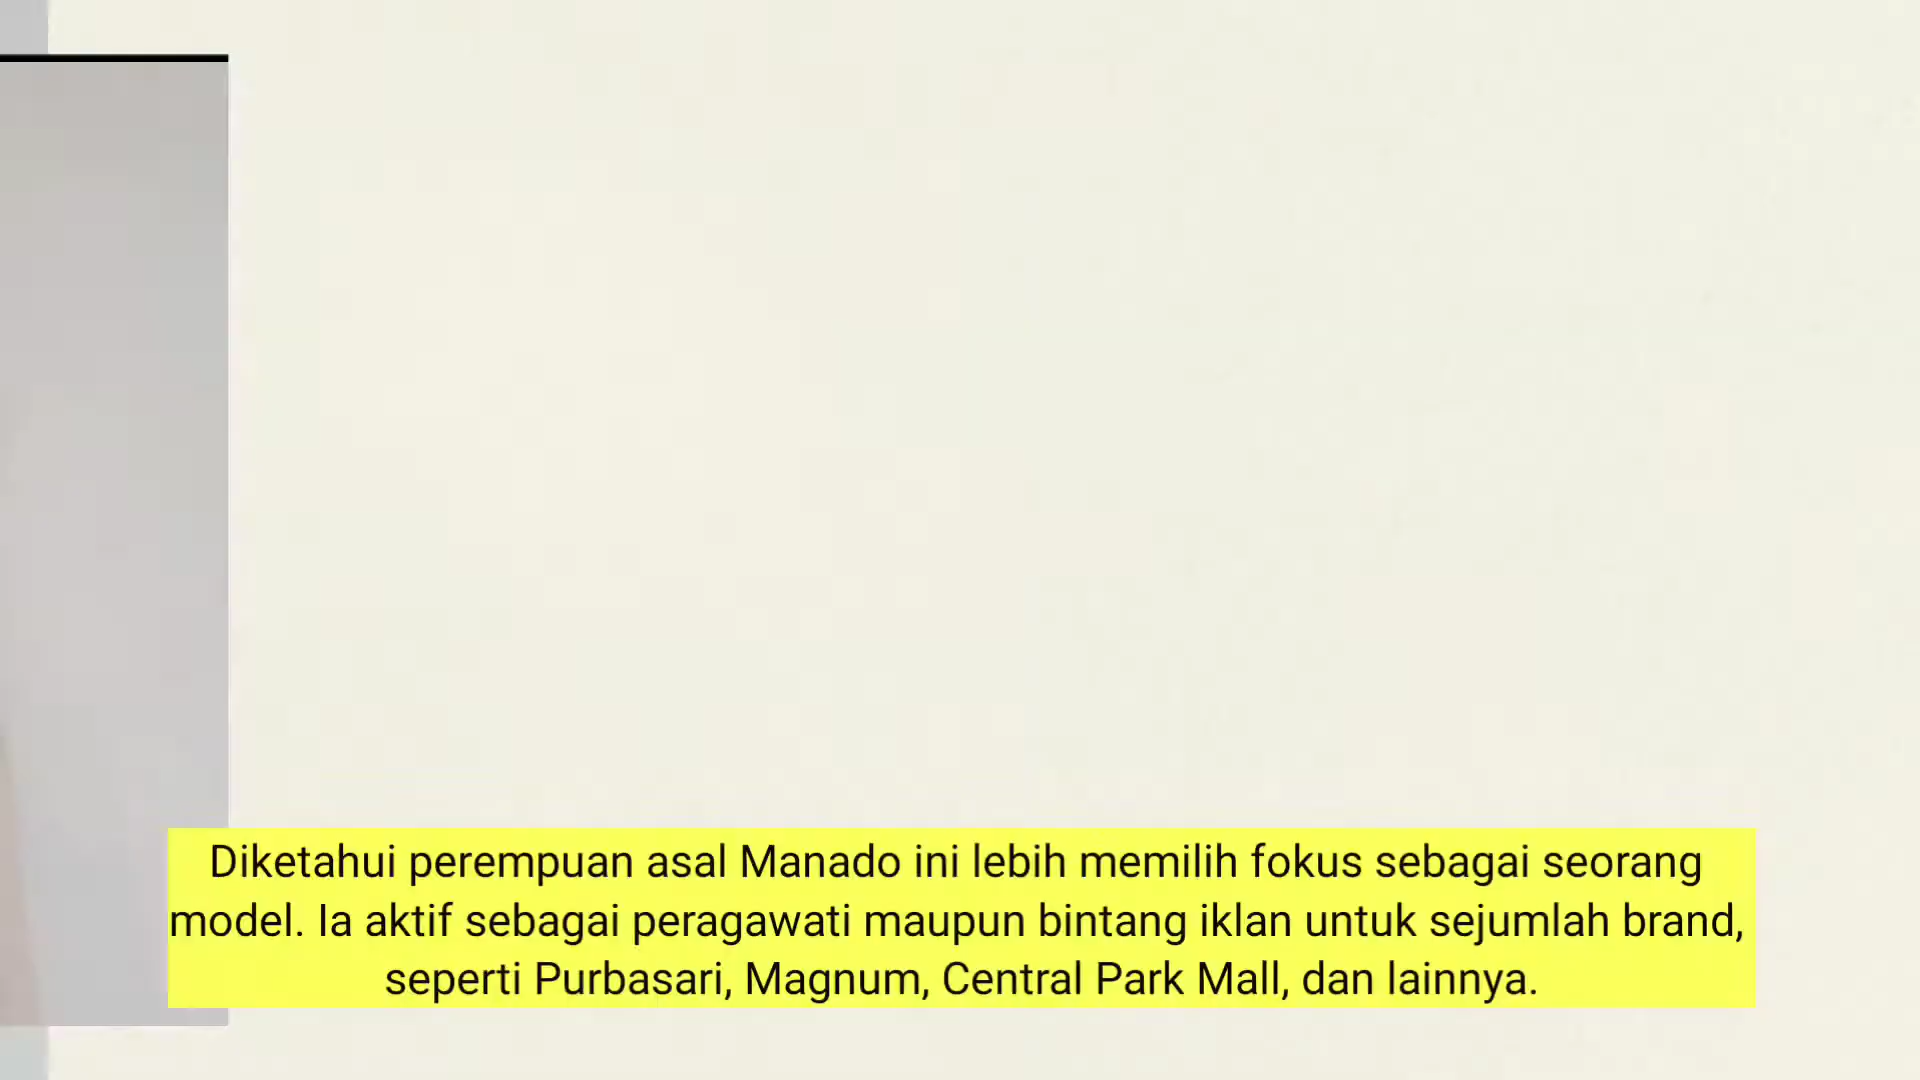 Diketahui perempuan asal Manado ini lebih memilih fokus sebagai seorang
model. Ia aktif sebagai peragawati maupun bintang iklan untuk sejumlah brand,
seperti Purbasari, Magnum, Central Park Mall, dan lainnya.